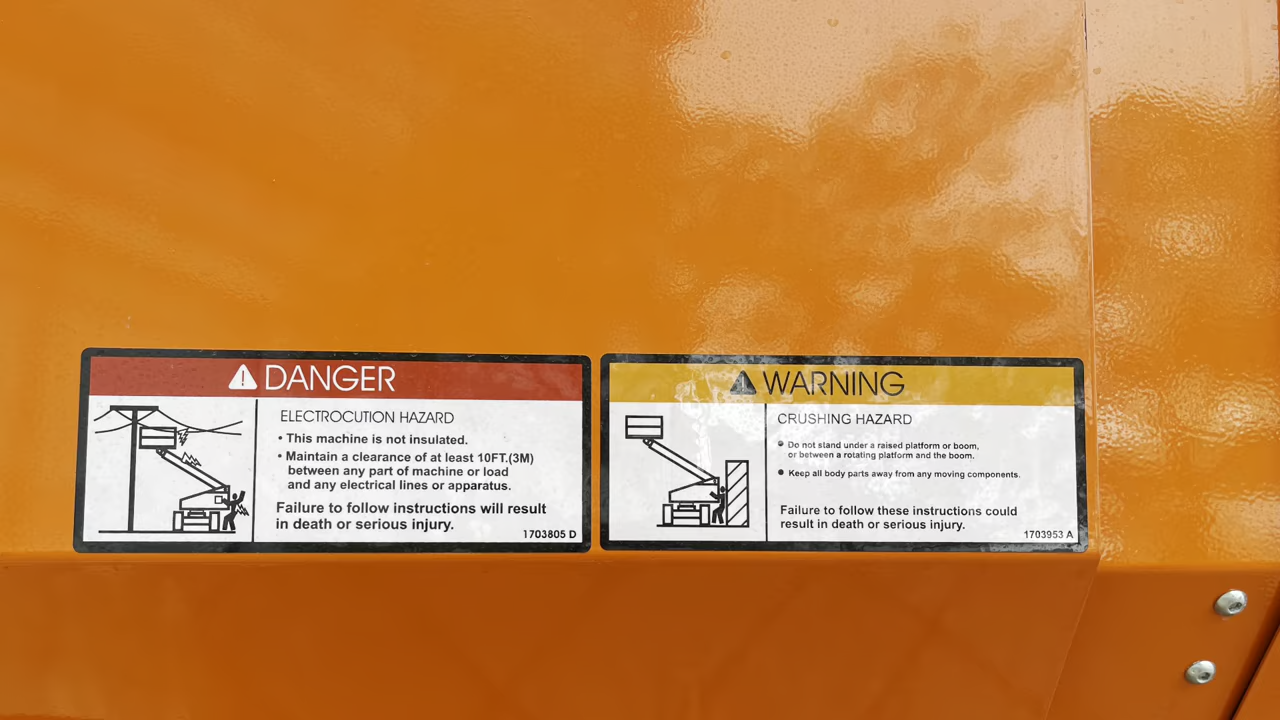 DANGER
ELECTROCUTION HAZARD
• This machine is not insulated.
• Maintain a clearance of at least 10FT.(3M)
between any part of machine or load
and any electrical lines or apparatus.
Failure to follow instructions will result
in death or serious injury.
1703805 D
WARNING
CRUSHING HAZARD
• Do not stand under a raised platform or boom,
or between a rotating platform and the boom.
• Keep all body parts away from any moving components.
Failure to follow these instructions could
result in death or serious injury.
1703953 A